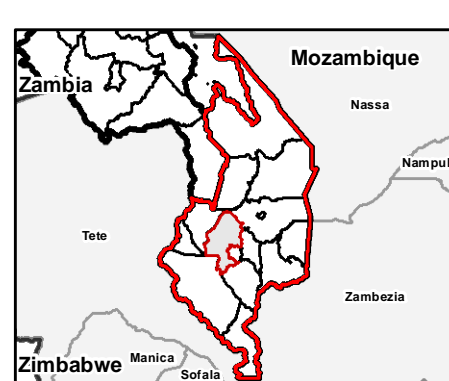 Mozambique
Zambia
Nassa
Nampul
Tete
Zambezia
Zimbabwe
Manica
Sofala